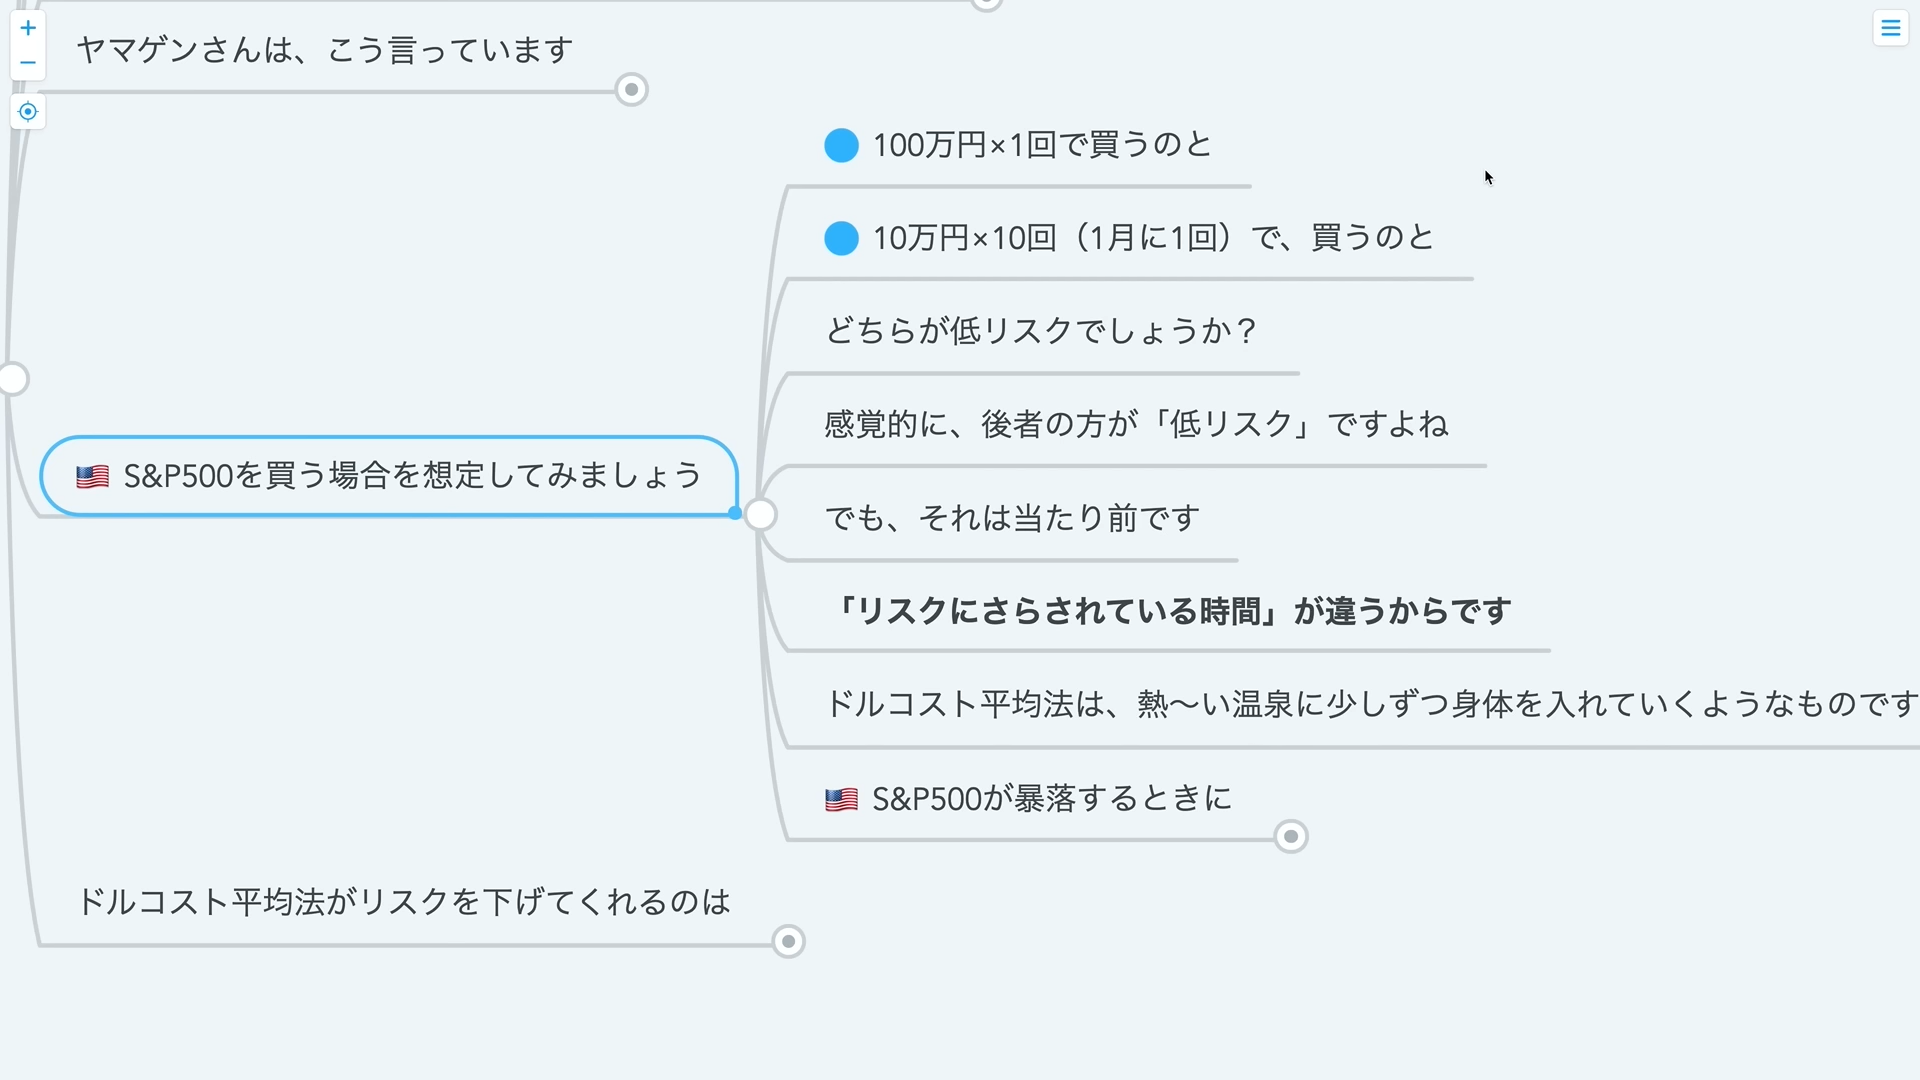 ヤマゲンさんは、こう言っています
100万円×1回で買うのと
10万円×10回（1月に1回）で、買うのと
どちらが低リスクでしょうか？
感覚的に、後者の方が「低リスク」ですよね
S&P500を買う場合を想定してみましょう
でも、それは当たり前です
「リスクにさらされている時間」が違うからです
ドルコスト平均法は、熱〜い温泉に少しずつ身体を入れていくようなものです
S&P500が暴落するときに
ドルコスト平均法がリスクを下げてくれるのは